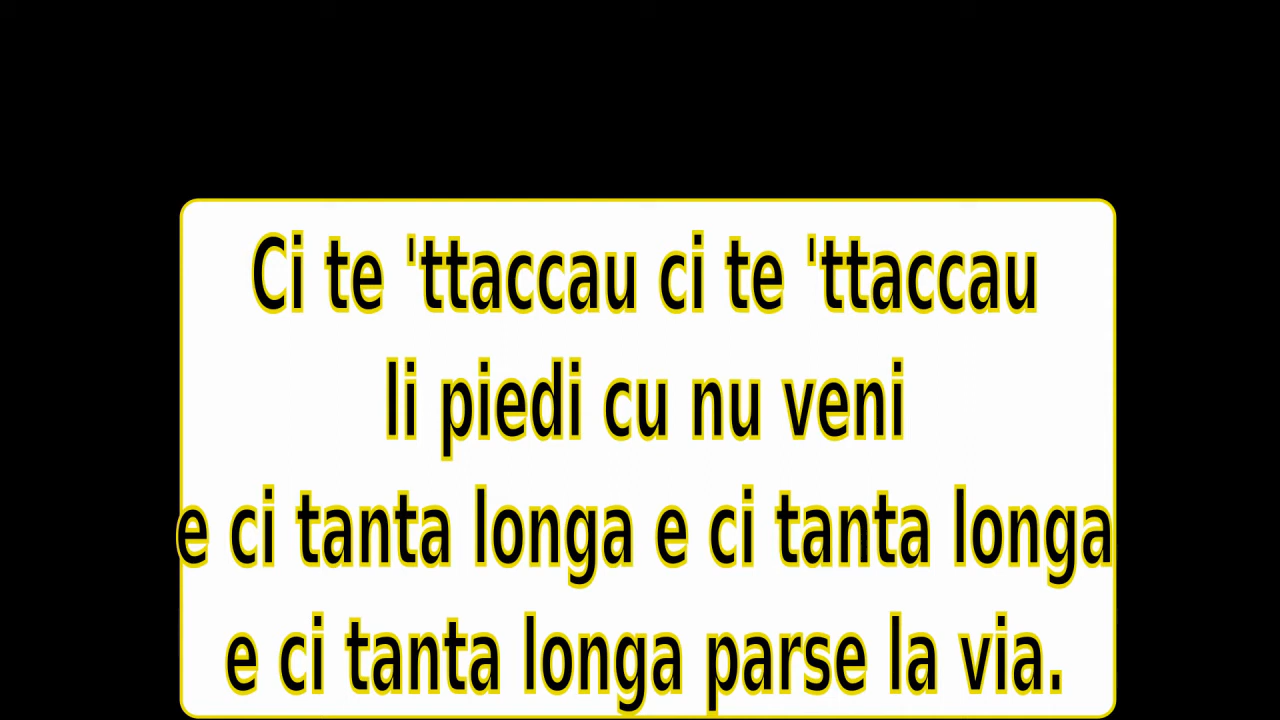 Ci te 'ttaccau ci te 'ttaccau
li piedi cu nu veni
e ci tanta longa e ci tanta longa
e ci tanta longa parse la via.